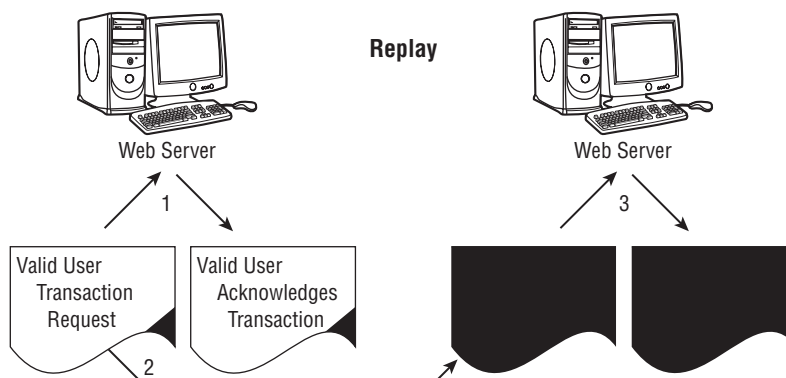 Replay
Web Server
Web Server
1
3
Valid User
Transaction
Request
Valid User
Acknowledges
Transaction
2